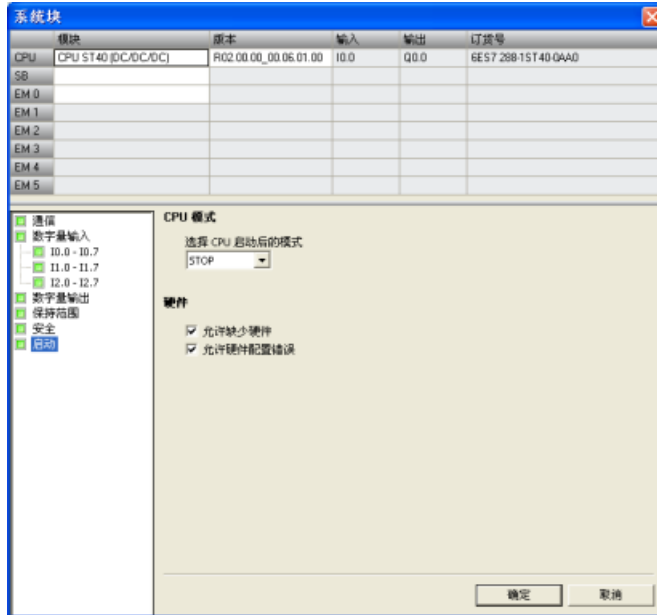 系统块
模块 版本 输入 输出 订货号
CPU CPU ST40 (DC/DC/DC) R02.00.00_00.06.01.00 I0.0 Q0.0 6ES7 288-1ST40-0AA0
SB
EM 0
EM 1
EM 2
EM 3
EM 4
EM 5
通信
数字量输入
I0.0 - I0.7
I1.0 - I1.7
I2.0 - I2.7
数字量输出
保持范围
安全
启动
CPU 模式
选择 CPU 启动后的模式
STOP
硬件
允许缺少硬件
允许硬件配置错误
确定 取消